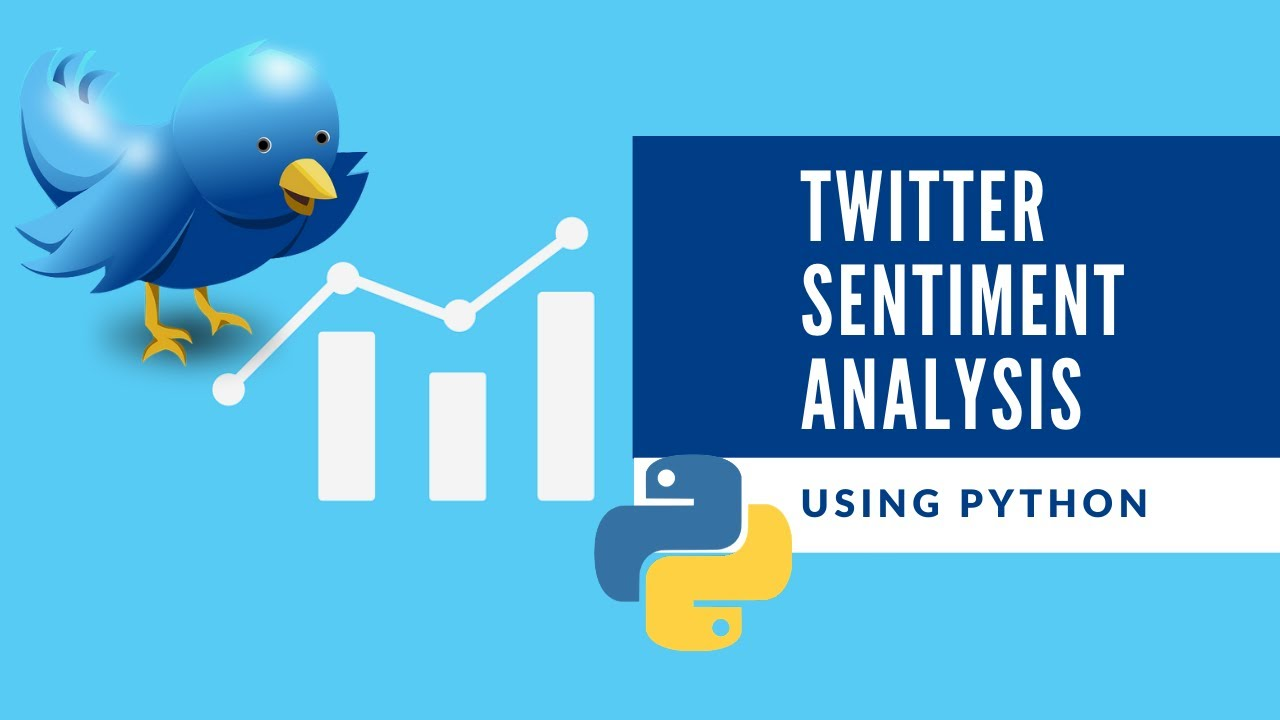 TWITTER
SENTIMENT
ANALYSIS
USING PYTHON